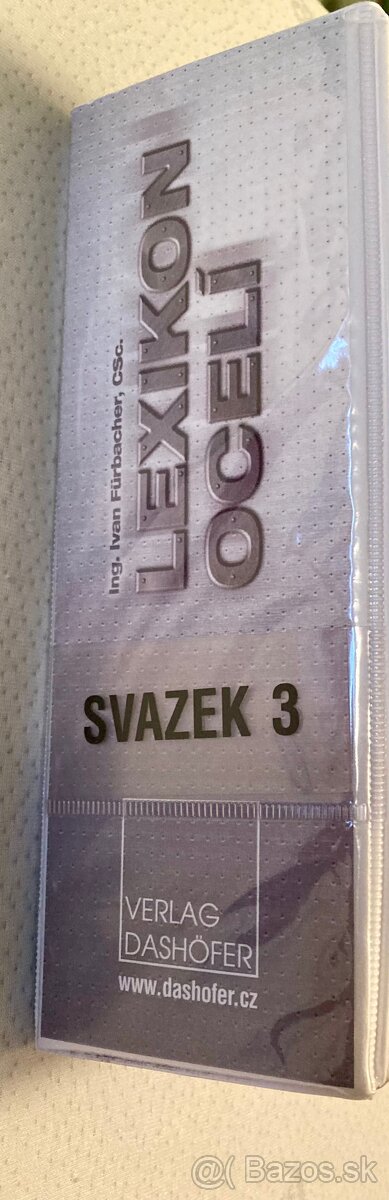 Ing. Ivan Fürbacher, CSc.
LEXIKON
OCELÍ
SVAZEK 3
VERLAG
DASHÖFER
www.dashofer.cz
@( Bazos.sk